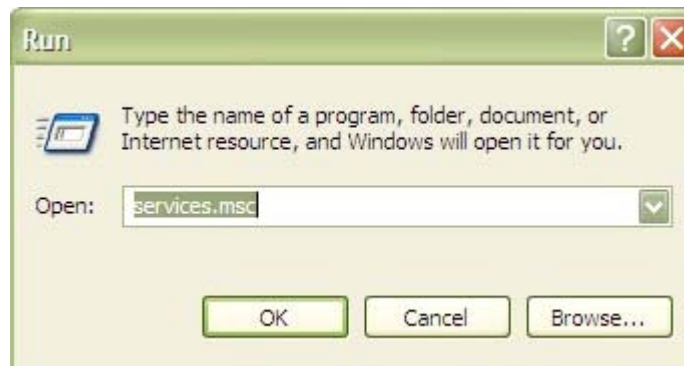 Run
Type the name of a program, folder, document, or
Internet resource, and Windows will open it for you.
Open: services.msc
OK Cancel Browse...